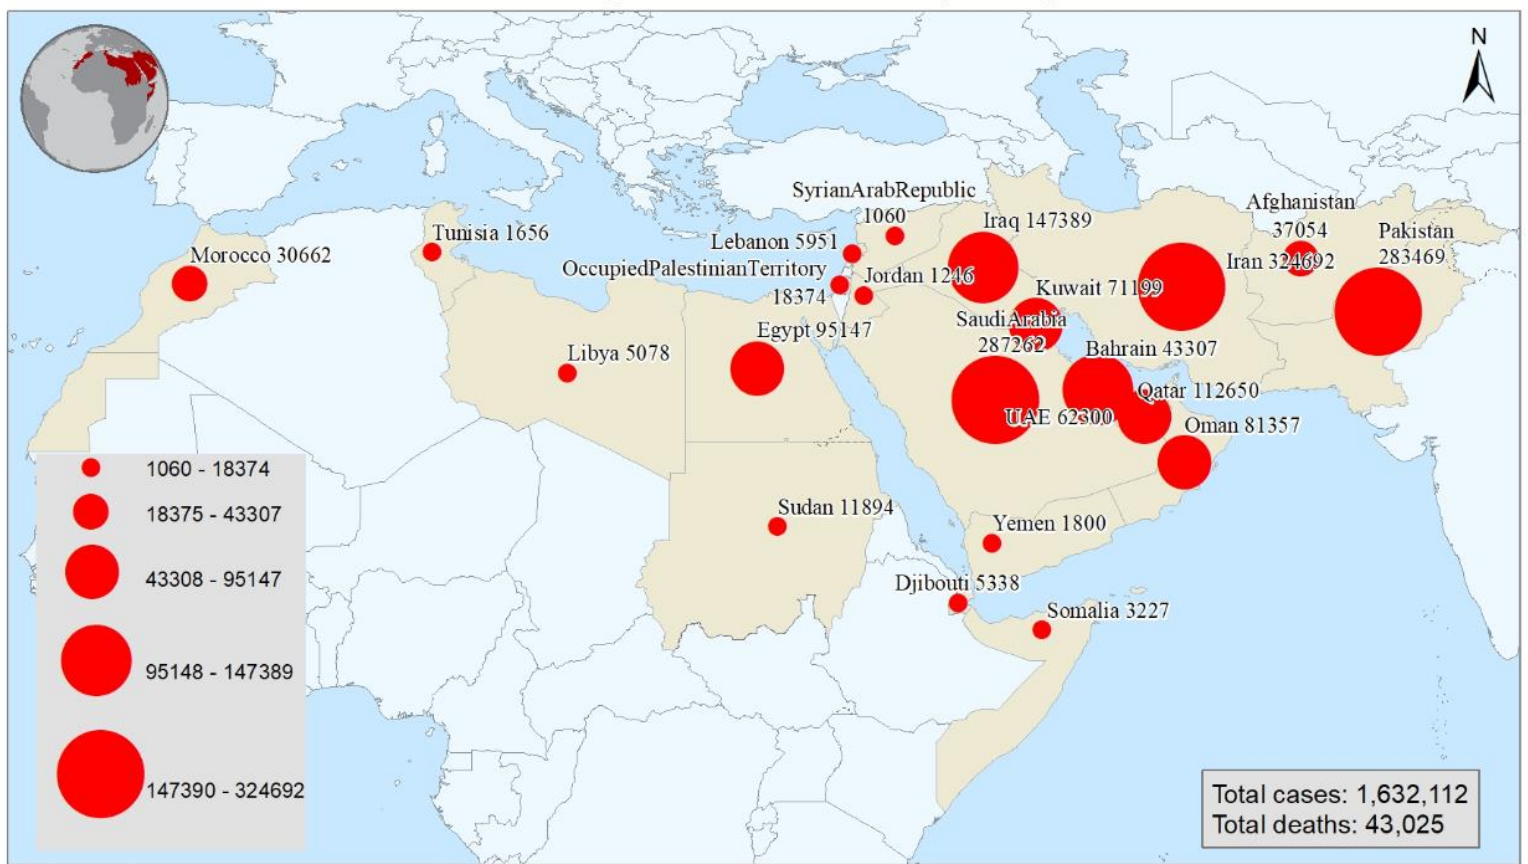 N
SyrianArabRepublic
1060
Afghanistan
37054
Iraq 147389
Pakistan
283469
Tunisia 1656
Lebanon 5951
Morocco 30662
Iran 324692
OccupiedPalestinianTerritory
18374
Jordan 1246
Kuwait 71199
SaudiArabia
287262
Egypt 95147
Bahrain 43307
Libya 5078
Qatar 112650
UAE 62300
Oman 81357
Sudan 11894
Yemen 1800
Djibouti 5338
Somalia 3227
1060 - 18374
18375 - 43307
43308 - 95147
95148 - 147389
147390 - 324692
Total cases: 1,632,112
Total deaths: 43,025